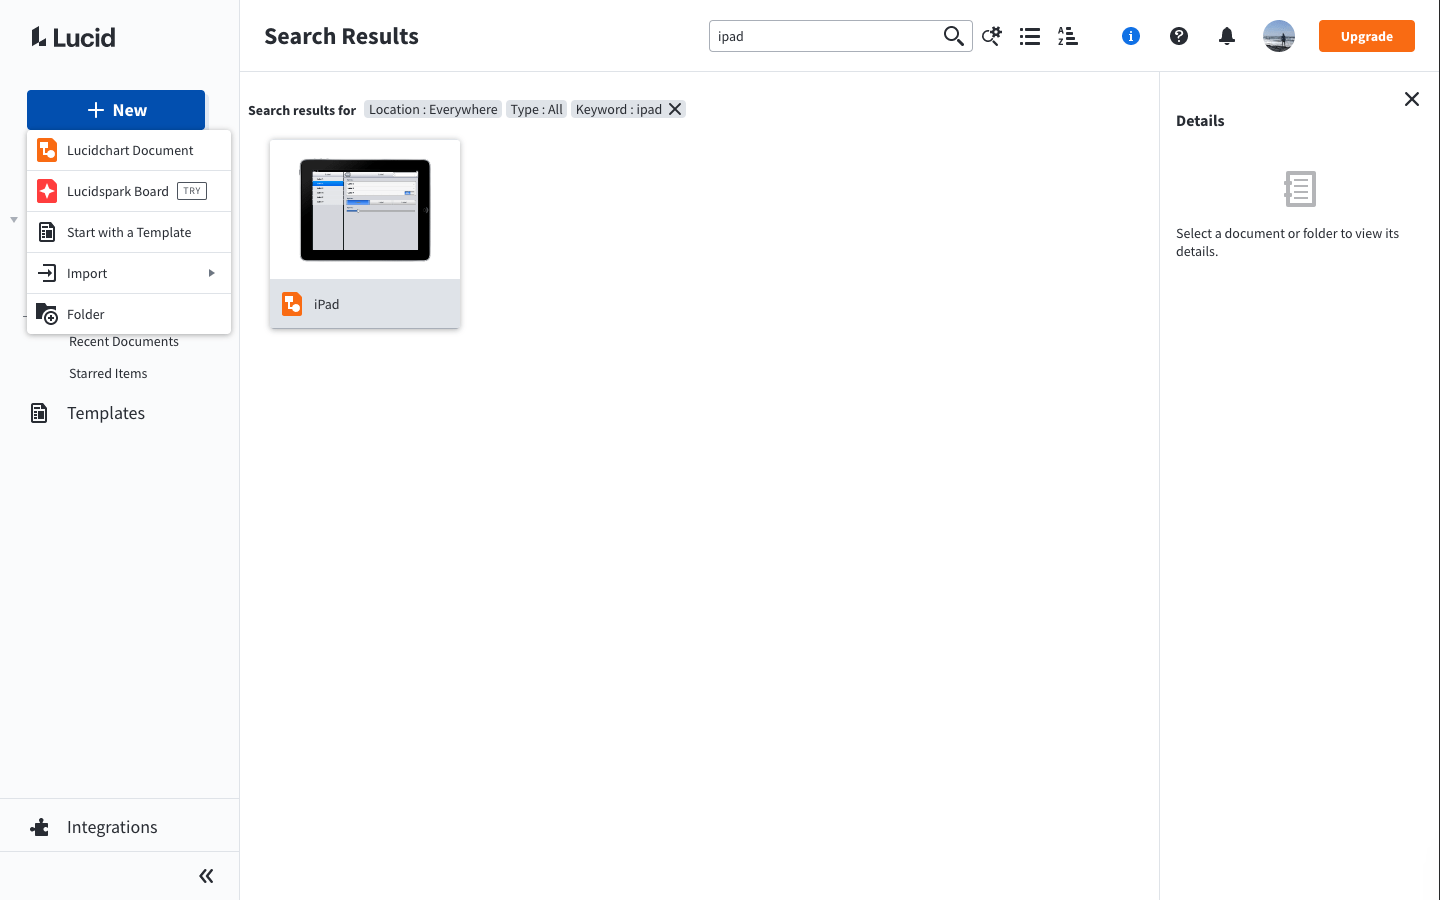 Lucid
Search Results
ipad
A
Z
Upgrade
New
Lucidchart Document
Lucidspark Board TRY
Start with a Template
Import
Folder
Recent Documents
Starred Items
Templates
Integrations
Search results for Location : Everywhere Type : All Keyword : ipad
iPad
Details
Select a document or folder to view its
details.